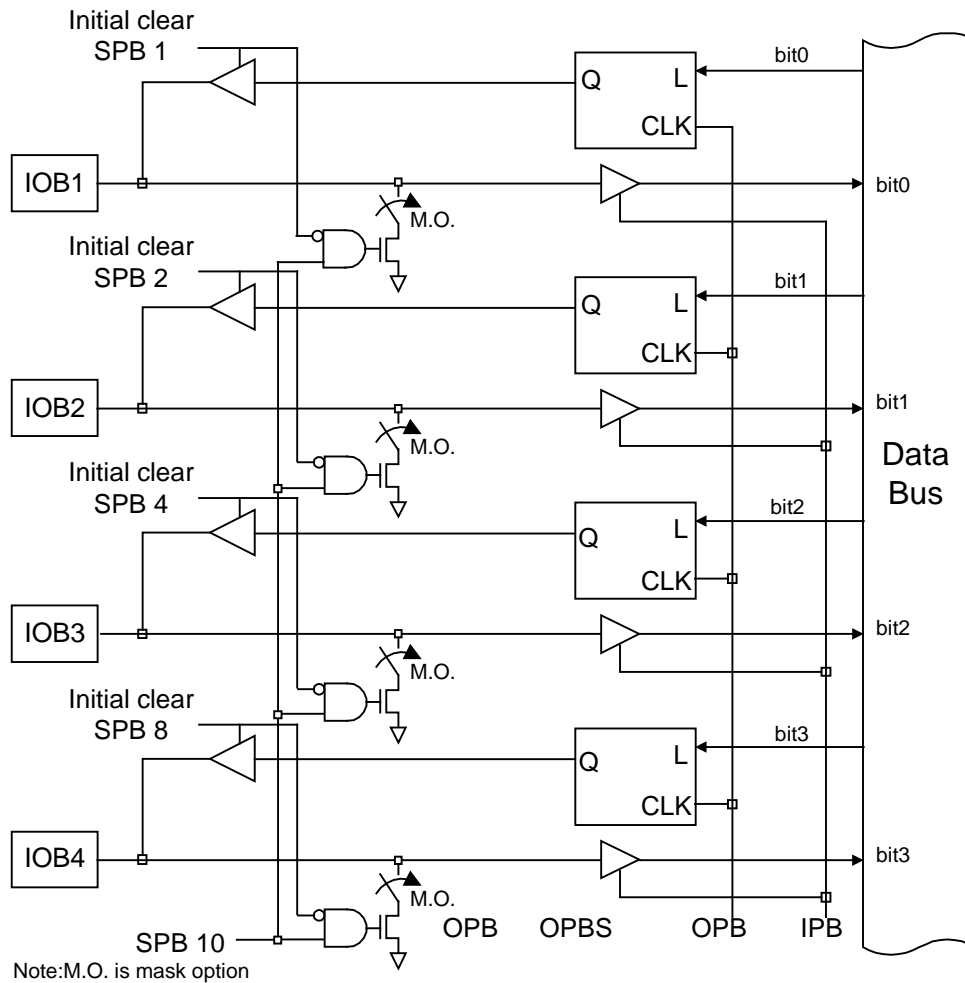 Initial clear
SPB 1
Q
L
CLK
bit0
IOB1
bit0
M.O.
Initial clear
SPB 2
Q
L
CLK
bit1
IOB2
bit1
M.O.
Data
Bus
Initial clear
SPB 4
Q
L
CLK
bit2
IOB3
bit2
M.O.
Initial clear
SPB 8
Q
L
CLK
bit3
IOB4
bit3
M.O.
SPB 10
OPB
OPBS
OPB
IPB
Note:M.O. is mask option